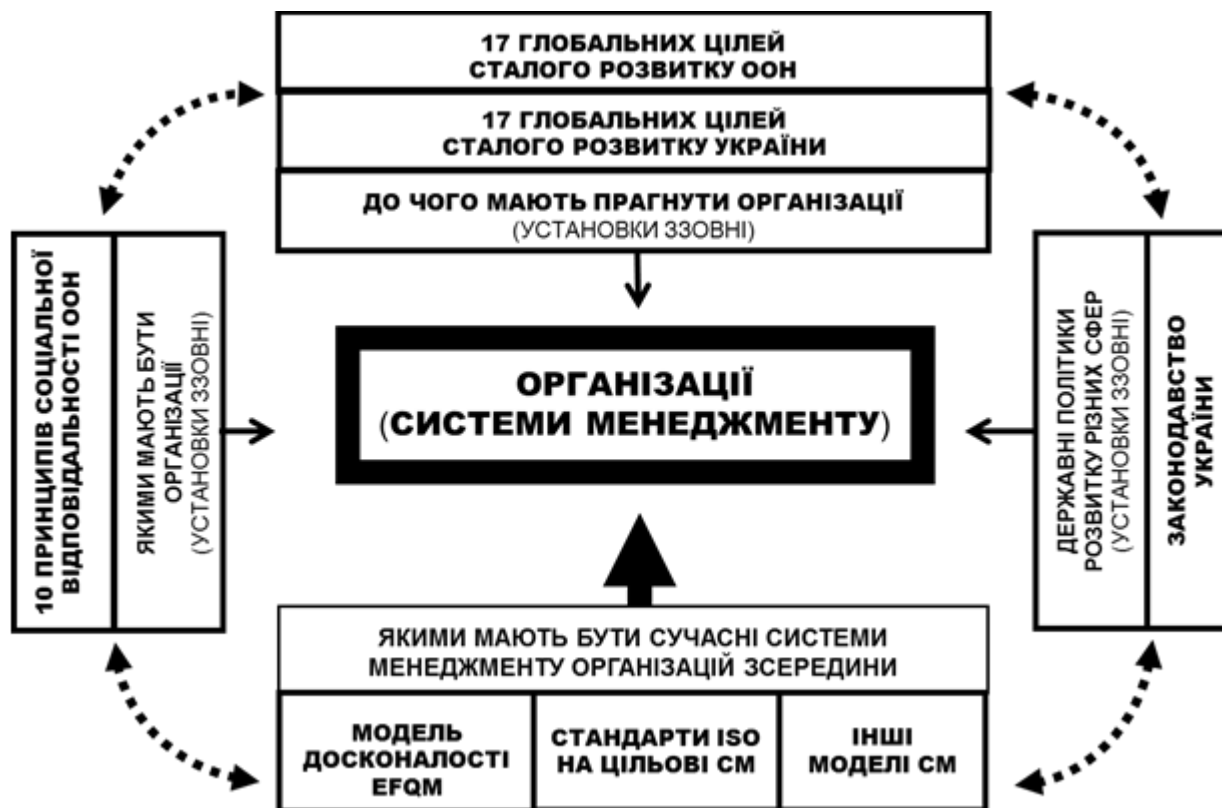 17 ГЛОБАЛЬНИХ ЦІЛЕЙ
СТАЛОГО РОЗВИТКУ ООН
17 ГЛОБАЛЬНИХ ЦІЛЕЙ
СТАЛОГО РОЗВИТКУ УКРАЇНИ
ДО ЧОГО МАЮТЬ ПРАГНУТИ ОРГАНІЗАЦІЇ
(УСТАНОВКИ ЗЗОВНІ)
10 ПРИНЦИПІВ СОЦІАЛЬНОЇ
ВІДПОВІДАЛЬНОСТІ ООН
ЯКИМИ МАЮТЬ БУТИ
ОРГАНІЗАЦІЇ
(УСТАНОВКИ ЗЗОВНІ)
ОРГАНІЗАЦІЇ
(СИСТЕМИ МЕНЕДЖМЕНТУ)
ДЕРЖАВНІ ПОЛІТИКИ
РОЗВИТКУ РІЗНИХ СФЕР
(УСТАНОВКИ ЗЗОВНІ)
ЗАКОНОДАВСТВО
УКРАЇНИ
ЯКИМИ МАЮТЬ БУТИ СУЧАСНІ СИСТЕМИ
МЕНЕДЖМЕНТУ ОРГАНІЗАЦІЙ ЗСЕРЕДИНИ
МОДЕЛЬ
ДОСКОНАЛОСТІ
EFQM
СТАНДАРТИ ISO
НА ЦІЛЬОВІ СМ
ІНШІ
МОДЕЛІ СМ